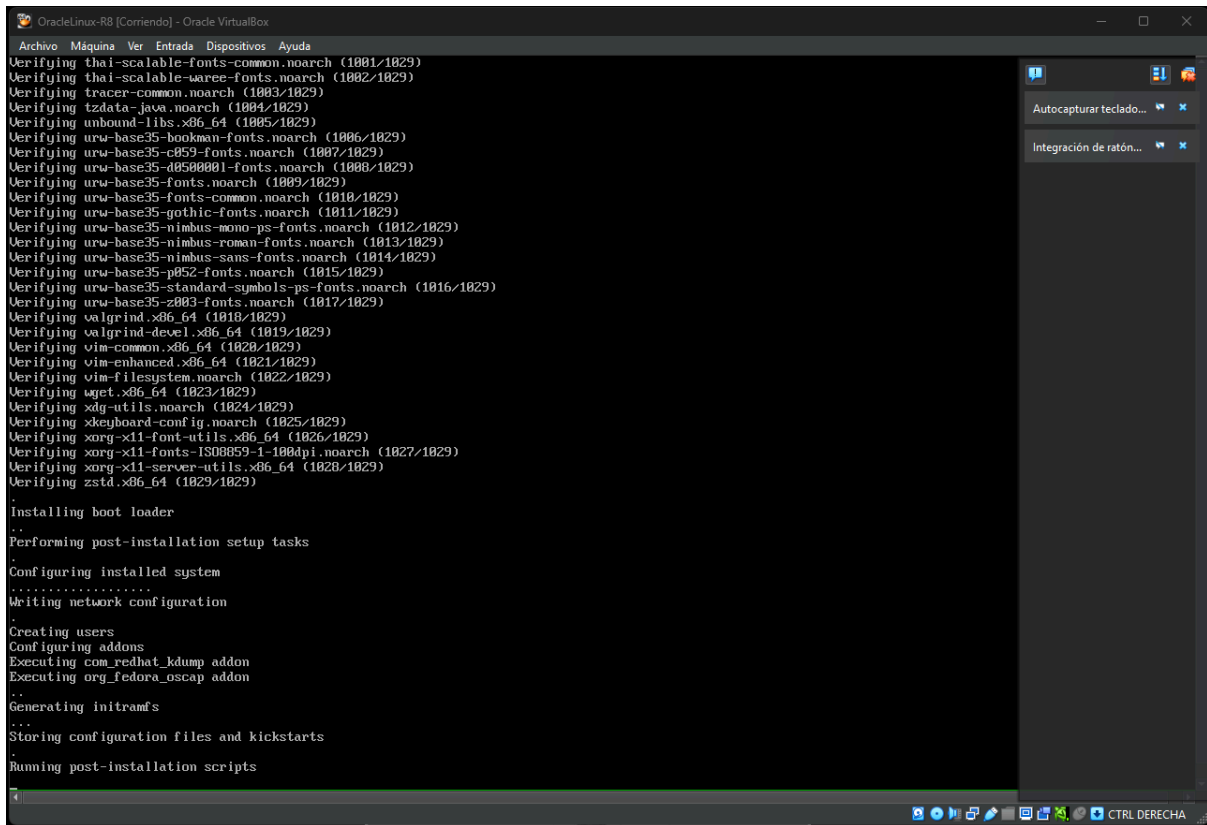 OracleLinux-R8 [Corriendo] - Oracle VirtualBox
Archivo Máquina Ver Entrada Dispositivos Ayuda
Verifying thai-scalable-fonts-common.noarch (1001/1029)
Verifying thai-scalable-waree-fonts.noarch (1002/1029)
Verifying tracer-common.noarch (1003/1029)
Verifying tzdata-java.noarch (1004/1029)
Verifying unbound-libs.x86_64 (1005/1029)
Verifying urw-base35-bookman-fonts.noarch (1006/1029)
Verifying urw-base35-c059-fonts.noarch (1007/1029)
Verifying urw-base35-d050000l-fonts.noarch (1008/1029)
Verifying urw-base35-fonts.noarch (1009/1029)
Verifying urw-base35-fonts-common.noarch (1010/1029)
Verifying urw-base35-gothic-fonts.noarch (1011/1029)
Verifying urw-base35-nimbus-mono-ps-fonts.noarch (1012/1029)
Verifying urw-base35-nimbus-roman-fonts.noarch (1013/1029)
Verifying urw-base35-nimbus-sans-fonts.noarch (1014/1029)
Verifying urw-base35-p052-fonts.noarch (1015/1029)
Verifying urw-base35-standard-symbols-ps-fonts.noarch (1016/1029)
Verifying urw-base35-z003-fonts.noarch (1017/1029)
Verifying valgrind.x86_64 (1018/1029)
Verifying valgrind-devel.x86_64 (1019/1029)
Verifying vim-common.x86_64 (1020/1029)
Verifying vim-enhanced.x86_64 (1021/1029)
Verifying vim-filesystem.noarch (1022/1029)
Verifying wget.x86_64 (1023/1029)
Verifying xdg-utils.noarch (1024/1029)
Verifying xkeyboard-config.noarch (1025/1029)
Verifying xorg-x11-font-utils.x86_64 (1026/1029)
Verifying xorg-x11-fonts-ISO8859-1-100dpi.noarch (1027/1029)
Verifying xorg-x11-server-utils.x86_64 (1028/1029)
Verifying zstd.x86_64 (1029/1029)
.
Installing boot loader
..
Performing post-installation setup tasks
.
Configuring installed system
...................
Writing network configuration
.
Creating users
Configuring addons
Executing com_redhat_kdump addon
Executing org_fedora_oscap addon
..
Generating initramfs
...
Storing configuration files and kickstarts
.
Running post-installation scripts
Autocapturar teclado...
Integración de ratón...
CTRL DERECHA